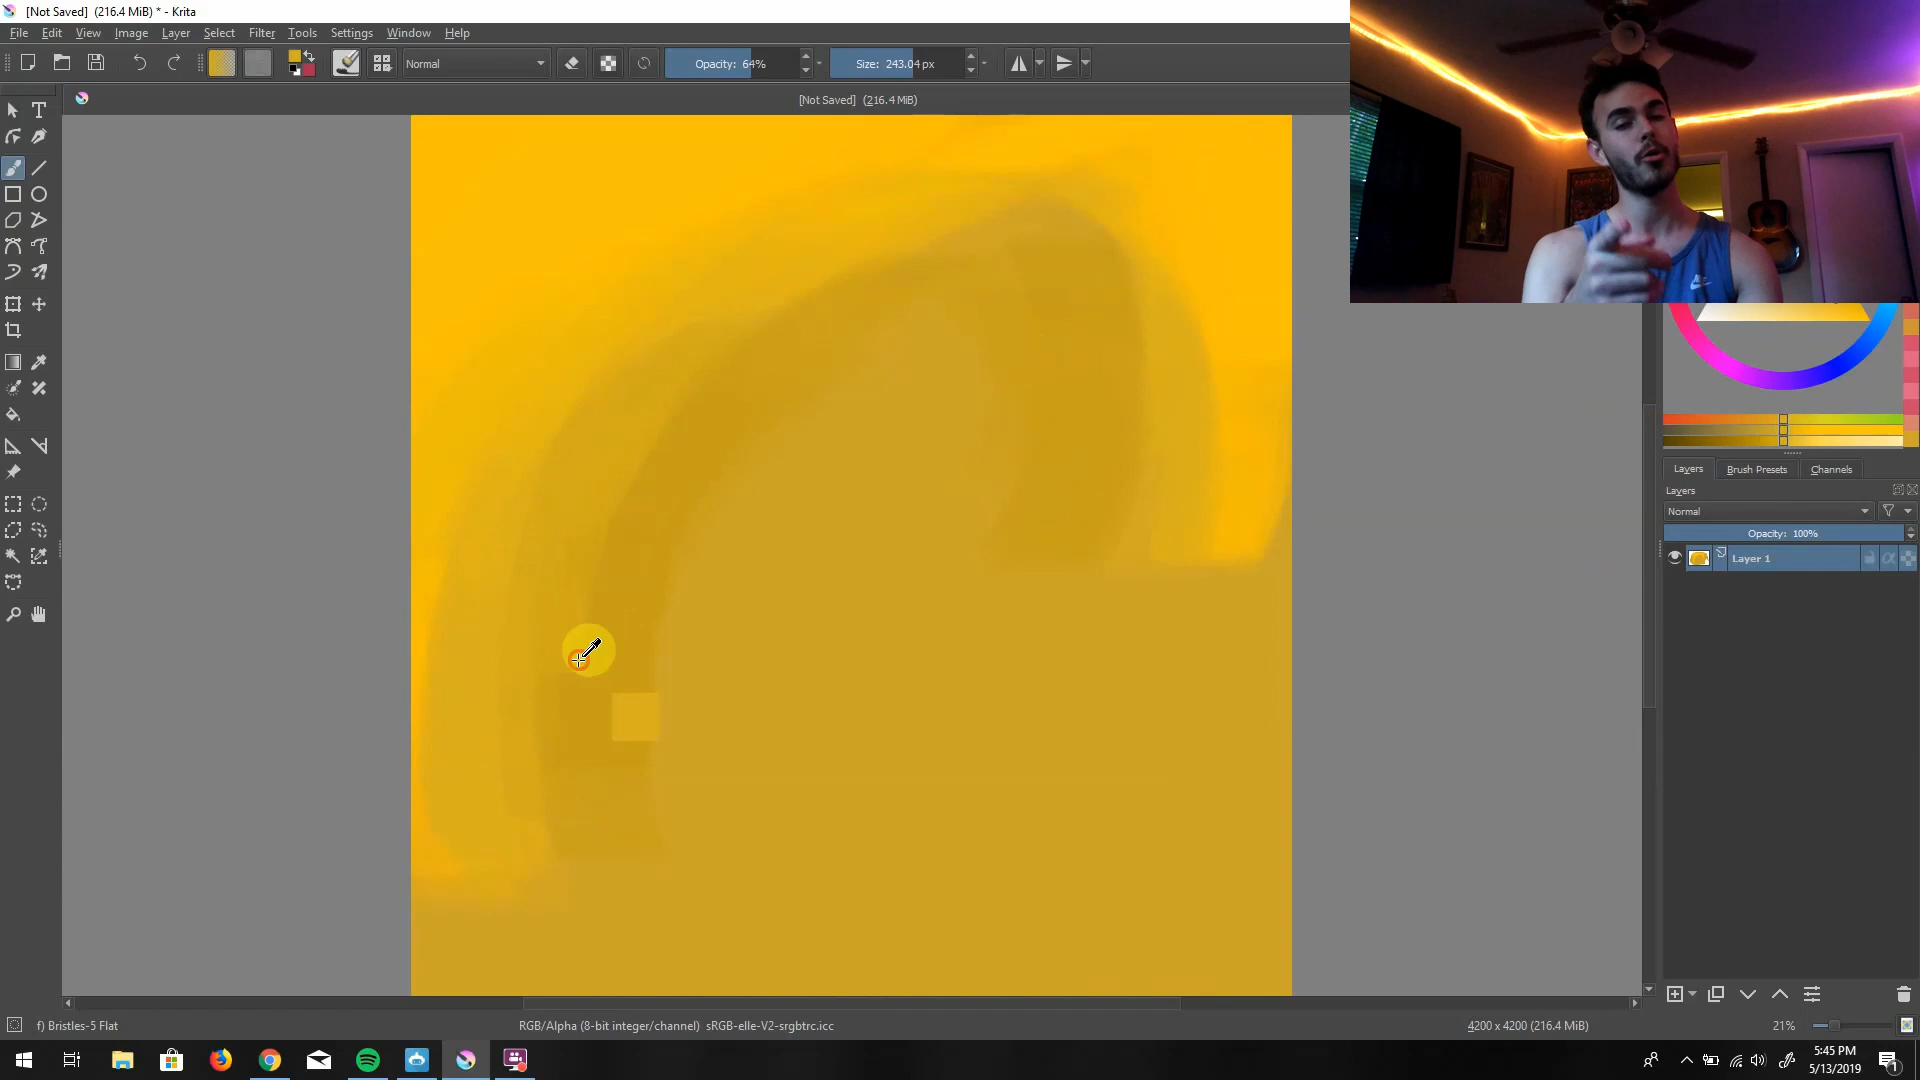 [Not Saved] (216.4 MiB) * - Krita
File Edit View Image Layer Select Filter Tools Settings Window Help
Normal
Opacity: 64%
Size: 243.04 px
[Not Saved] (216.4 MiB)
Layers Brush Presets Channels
Layers
Normal
Opacity: 100%
Layer 1
f) Bristles-5 Flat
RGB/Alpha (8-bit integer/channel) sRGB-elle-V2-srgbtrc.icc
4200 x 4200 (216.4 MiB)
21%
5:45 PM
5/13/2019
1